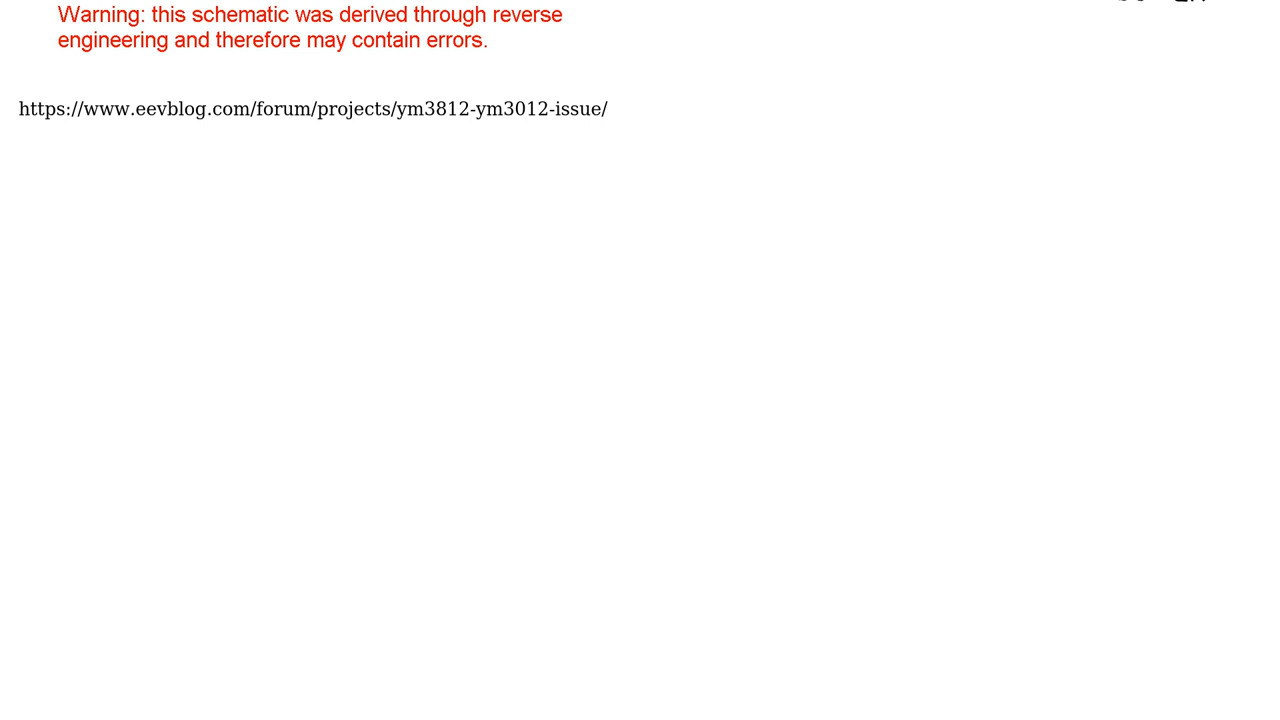 Warning: this schematic was derived through reverse
engineering and therefore may contain errors.
https://www.eevblog.com/forum/projects/ym3812-ym3012-issue/